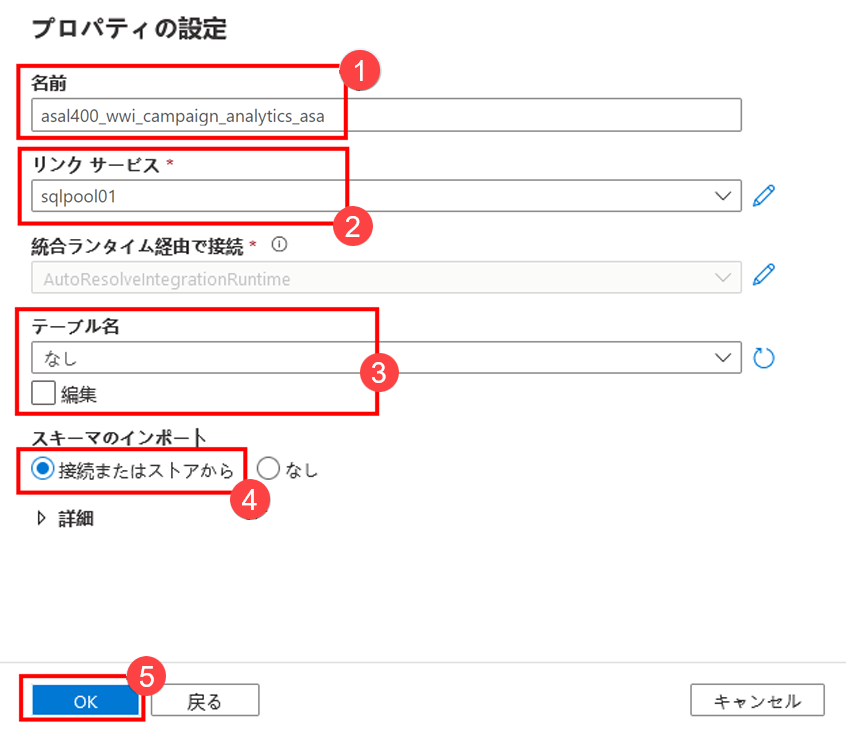 プロパティの設定
1
名前
asal400_wwi_campaign_analytics_asa
リンク サービス *
sqlpool01
2
統合ランタイム経由で接続 *
AutoResolveIntegrationRuntime
テーブル名
なし
3
編集
スキーマのインポート
接続またはストアから なし
4
詳細
5
OK 戻る キャンセル